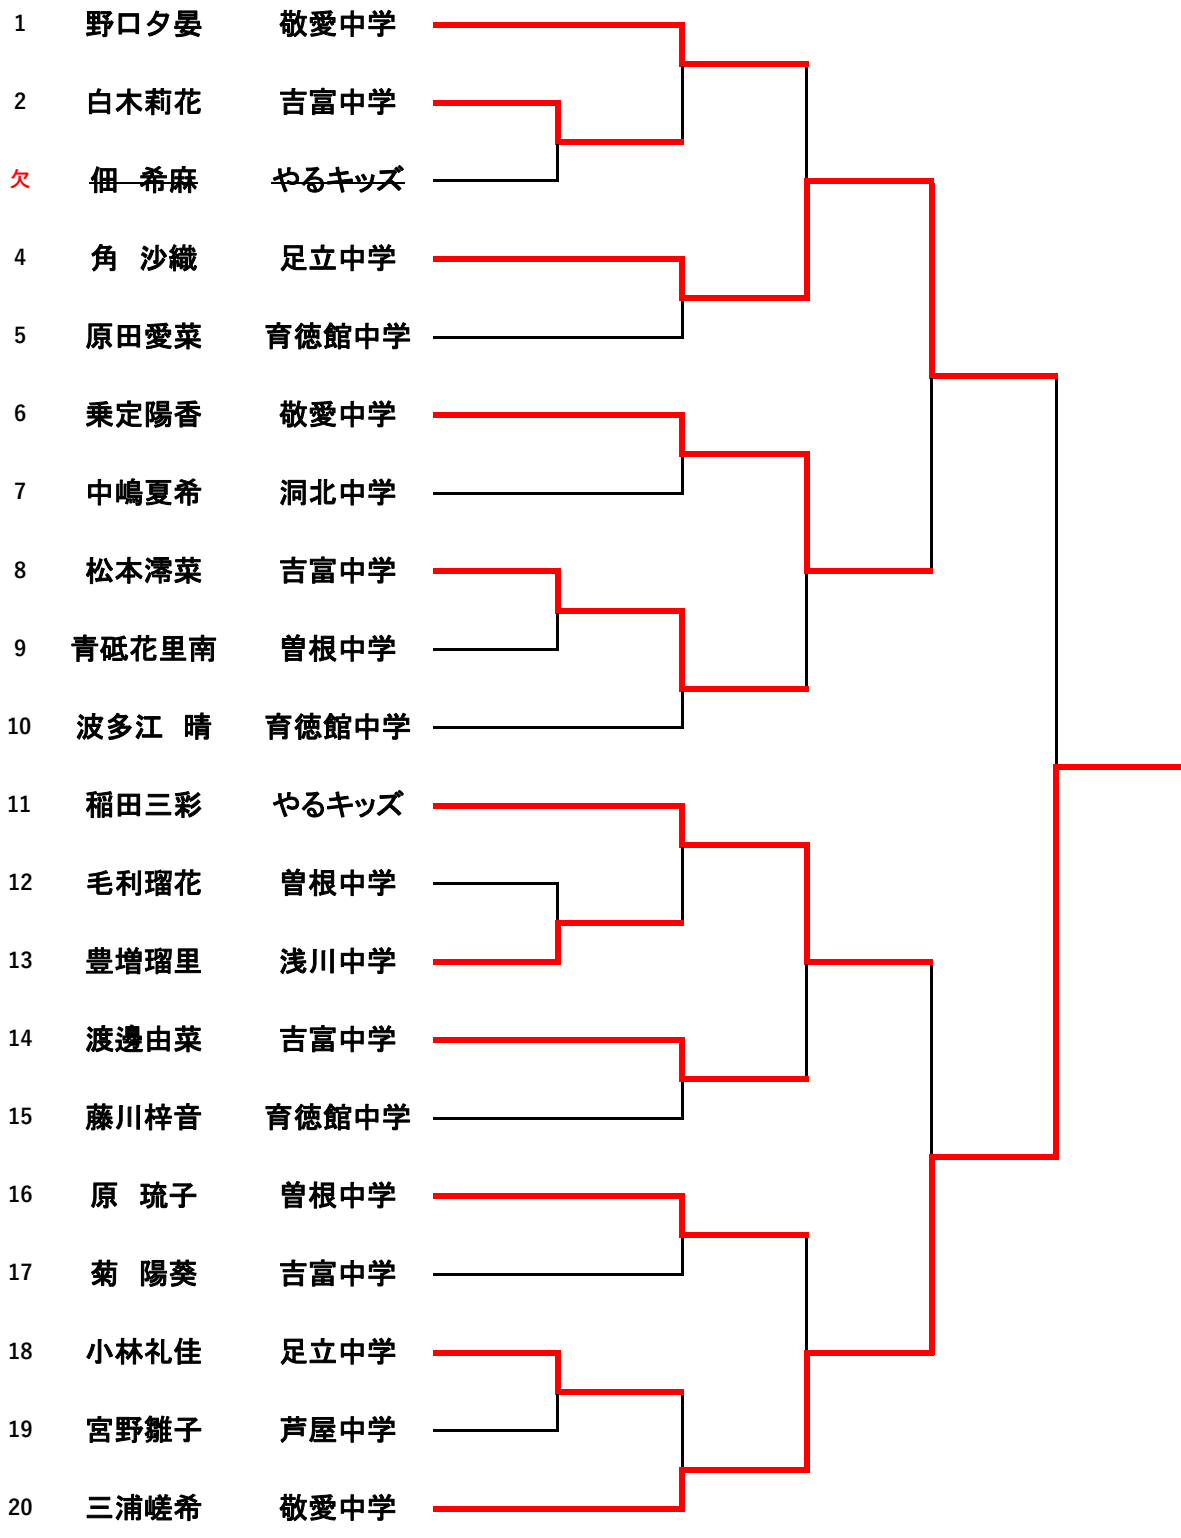 1 野口夕晏 敬愛中学
2 白木莉花 吉富中学
欠 佃 希麻 やるキッズ
4 角 沙織 足立中学
5 原田愛菜 育徳館中学
6 乗定陽香 敬愛中学
7 中嶋夏希 洞北中学
8 松本澪菜 吉富中学
9 青砥花里南 曽根中学
10 波多江 晴 育徳館中学
11 稲田三彩 やるキッズ
12 毛利瑠花 曽根中学
13 豊増瑠里 浅川中学
14 渡邊由菜 吉富中学
15 藤川梓音 育徳館中学
16 原 琉子 曽根中学
17 菊 陽葵 吉富中学
18 小林礼佳 足立中学
19 宮野雛子 芦屋中学
20 三浦嵯希 敬愛中学